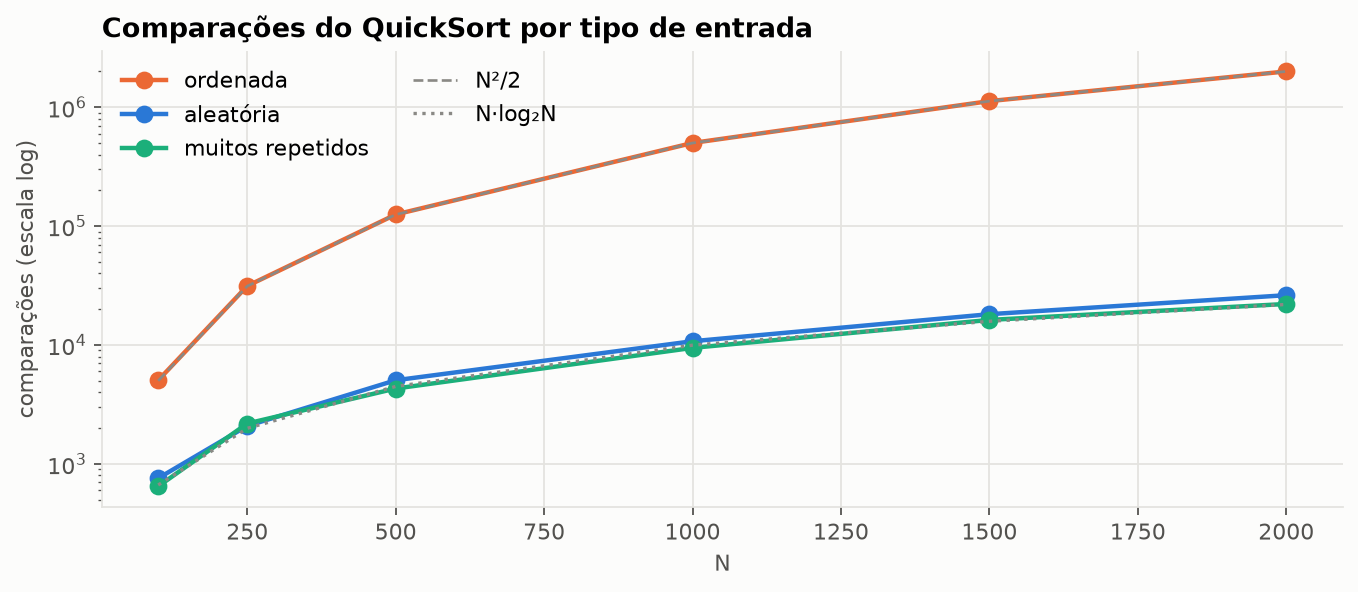 Comparações do QuickSort por tipo de entrada
ordenada
aleatória
muitos repetidos
N²/2
N·log₂N
comparações (escala log)
10⁶
10⁵
10⁴
10³
250 500 750 1000 1250 1500 1750 2000
N